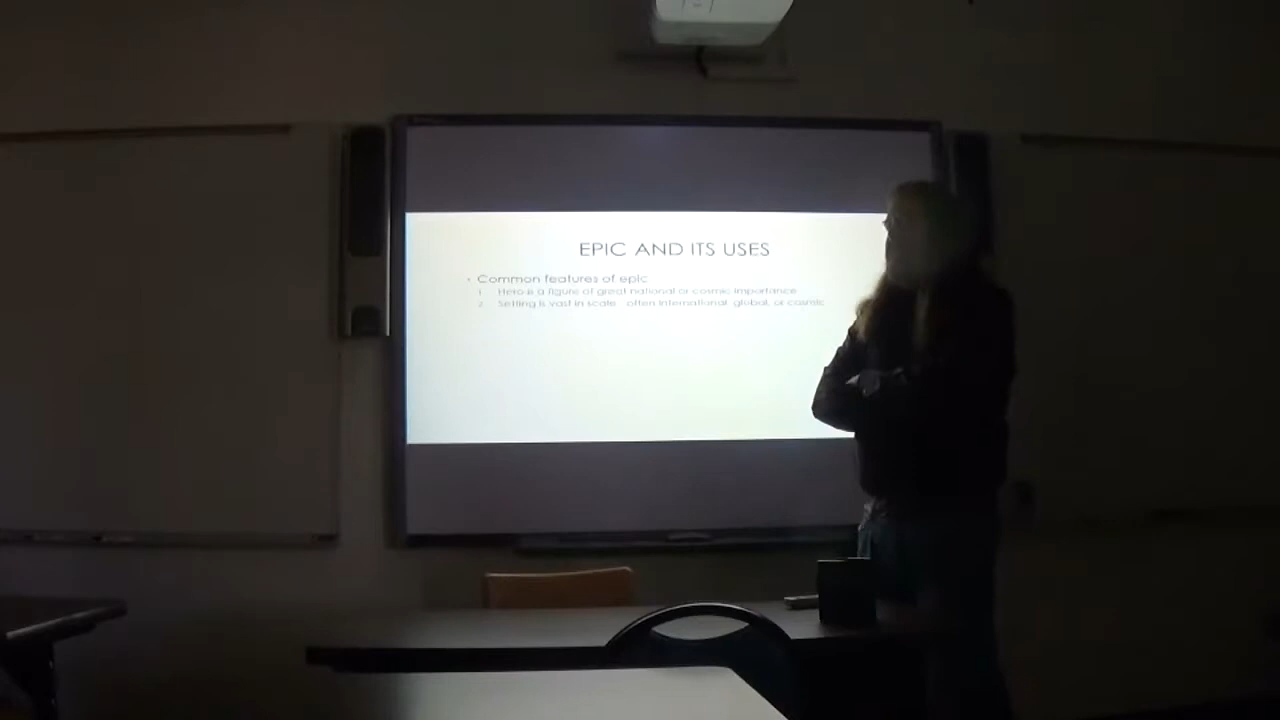 EPIC AND ITS USES
• Common features of epic
1. Hero is a figure of great national or cosmic importance
2. Setting is vast in scale - often international, global, or cosmic